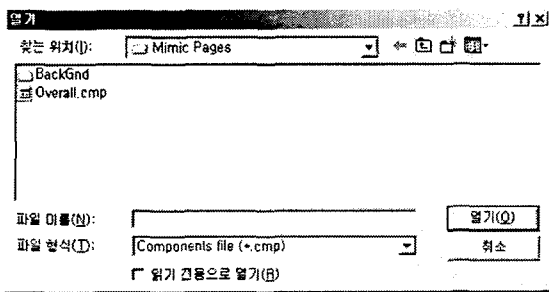 열기
찾는 위치(I): Mimic Pages
BackGnd
Overall.cmp
파일 이름(N): 열기(O)
파일 형식(T): Components file (*.cmp) 취소
읽기 전용으로 열기(R)